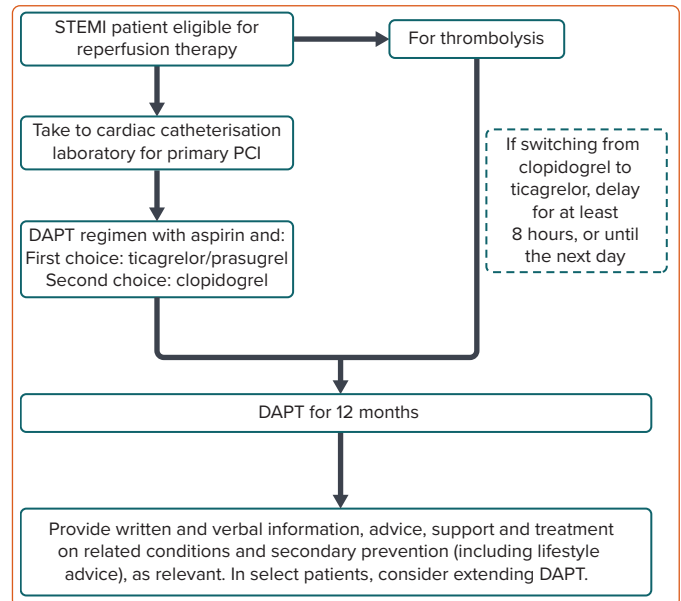 STEMI patient eligible for
reperfusion therapy
For thrombolysis
Take to cardiac catheterisation
laboratory for primary PCI
If switching from
clopidogrel to
ticagrelor, delay
for at least
8 hours, or until
the next day
DAPT regimen with aspirin and:
First choice: ticagrelor/prasugrel
Second choice: clopidogrel
DAPT for 12 months
Provide written and verbal information, advice, support and treatment
on related conditions and secondary prevention (including lifestyle
advice), as relevant. In select patients, consider extending DAPT.